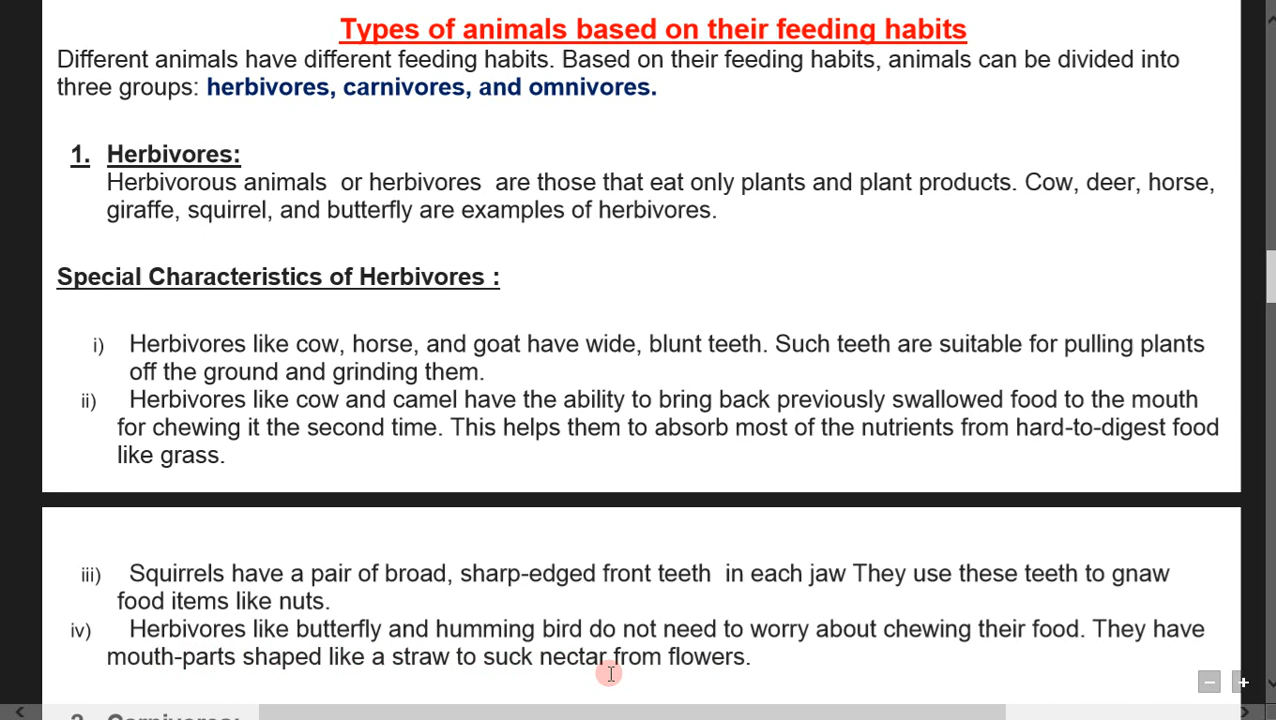 Types of animals based on their feeding habits
Different animals have different feeding habits. Based on their feeding habits, animals can be divided into
three groups: herbivores, carnivores, and omnivores.
1. Herbivores:
Herbivorous animals or herbivores are those that eat only plants and plant products. Cow, deer, horse,
giraffe, squirrel, and butterfly are examples of herbivores.
Special Characteristics of Herbivores :
i) Herbivores like cow, horse, and goat have wide, blunt teeth. Such teeth are suitable for pulling plants
off the ground and grinding them.
ii) Herbivores like cow and camel have the ability to bring back previously swallowed food to the mouth
for chewing it the second time. This helps them to absorb most of the nutrients from hard-to-digest food
like grass.
iii) Squirrels have a pair of broad, sharp-edged front teeth in each jaw They use these teeth to gnaw
food items like nuts.
iv) Herbivores like butterfly and humming bird do not need to worry about chewing their food. They have
mouth-parts shaped like a straw to suck nectar from flowers.
2. Carnivores: